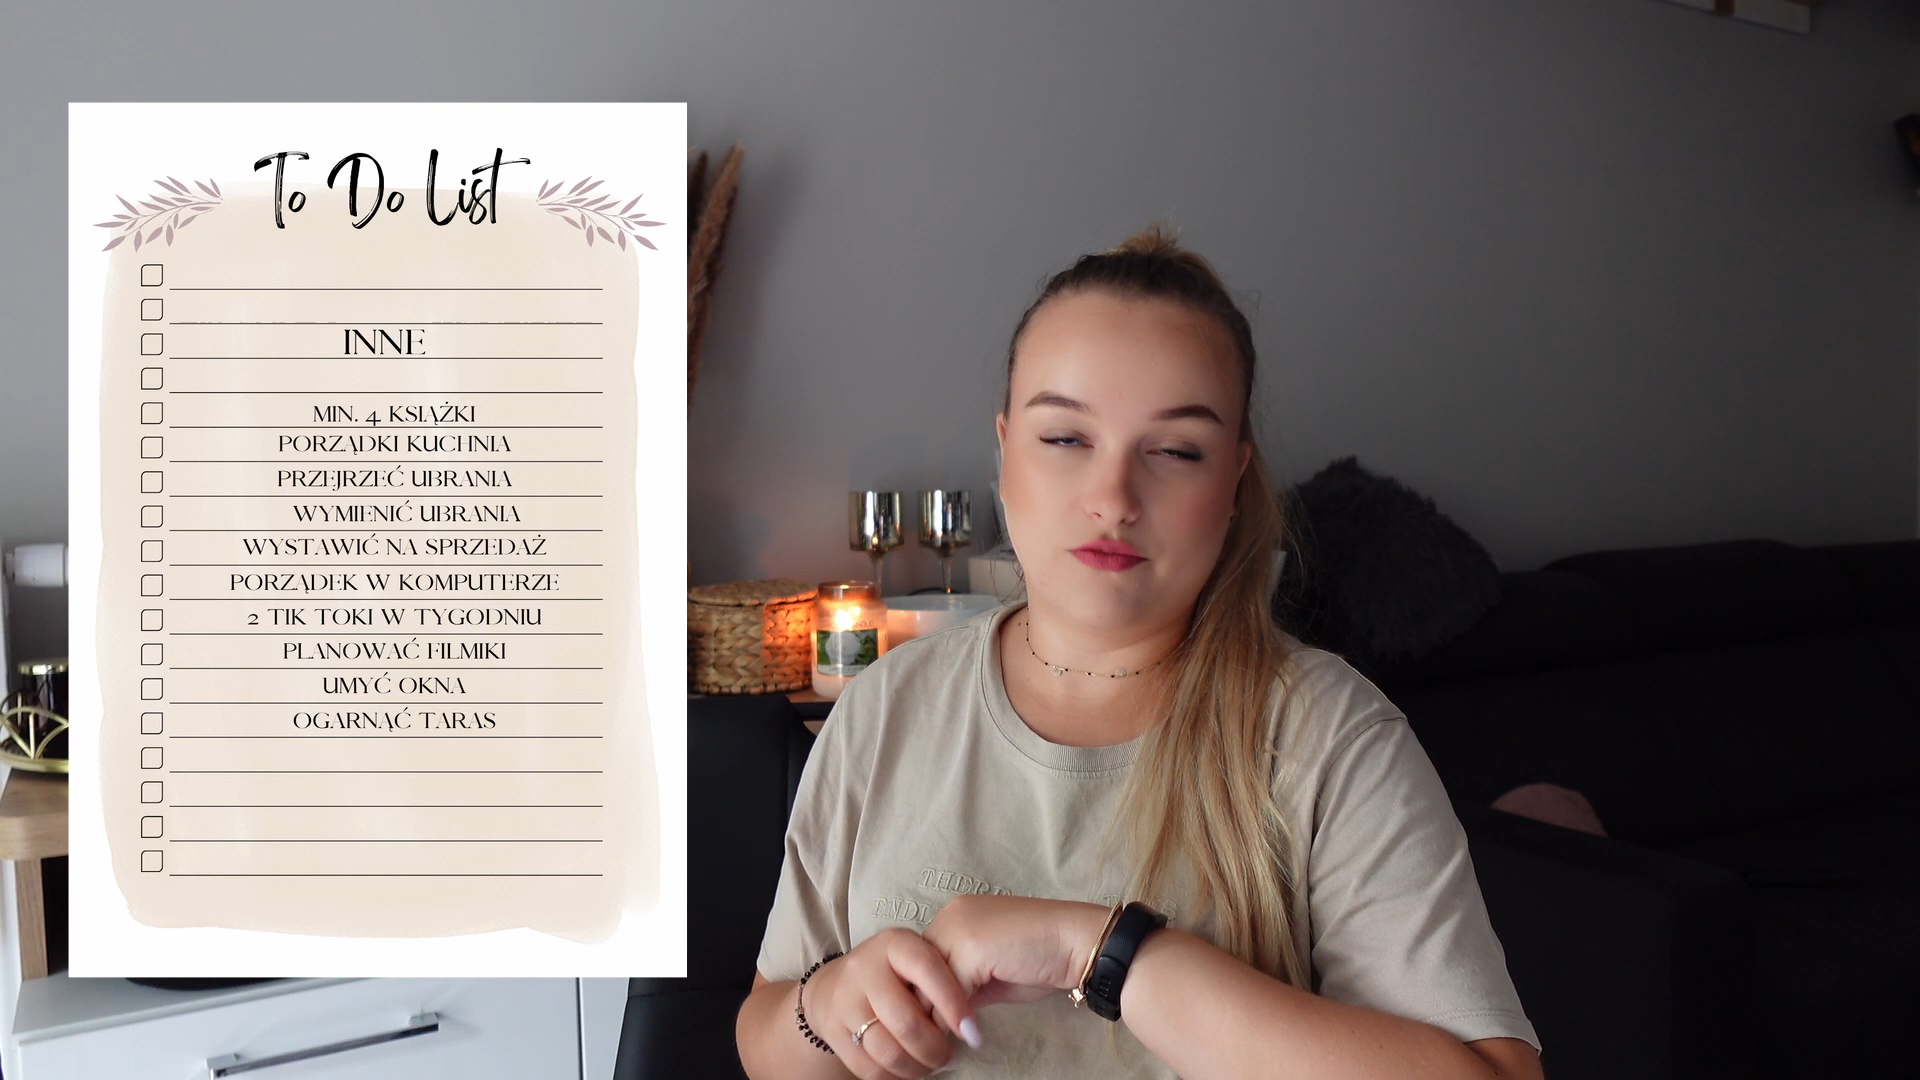 To Do List
INNE
MIN. 4 KSIĄŻKI
PORZĄDKI KUCHNIA
PRZEJRZEĆ UBRANIA
WYMIENIĆ UBRANIA
WYSTAWIĆ NA SPRZEDAŻ
PORZĄDEK W KOMPUTERZE
2 TIK TOKI W TYGODNIU
PLANOWAĆ FILMIKI
UMYĆ OKNA
OGARNĄĆ TARAS